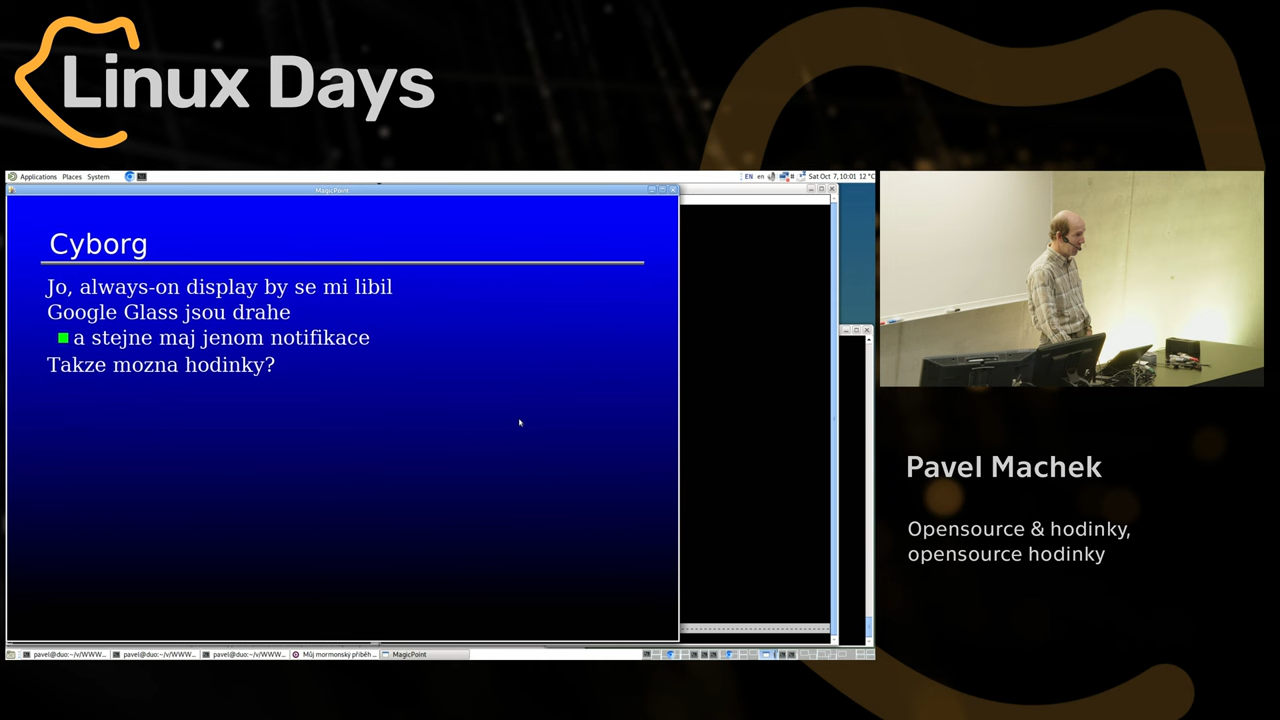 Linux Days
Applications Places System
EN en Sat Oct 7, 10:01 12 °C
MagicPoint
Cyborg
Jo, always-on display by se mi libil
Google Glass jsou drahe
a stejne maj jenom notifikace
Takze mozna hodinky?
pavel@duo:~/v/WWW... pavel@duo:~/v/WWW... pavel@duo:~/v/WWW... Můj mormonský příběh ... MagicPoint
Pavel Machek
Opensource & hodinky,
opensource hodinky